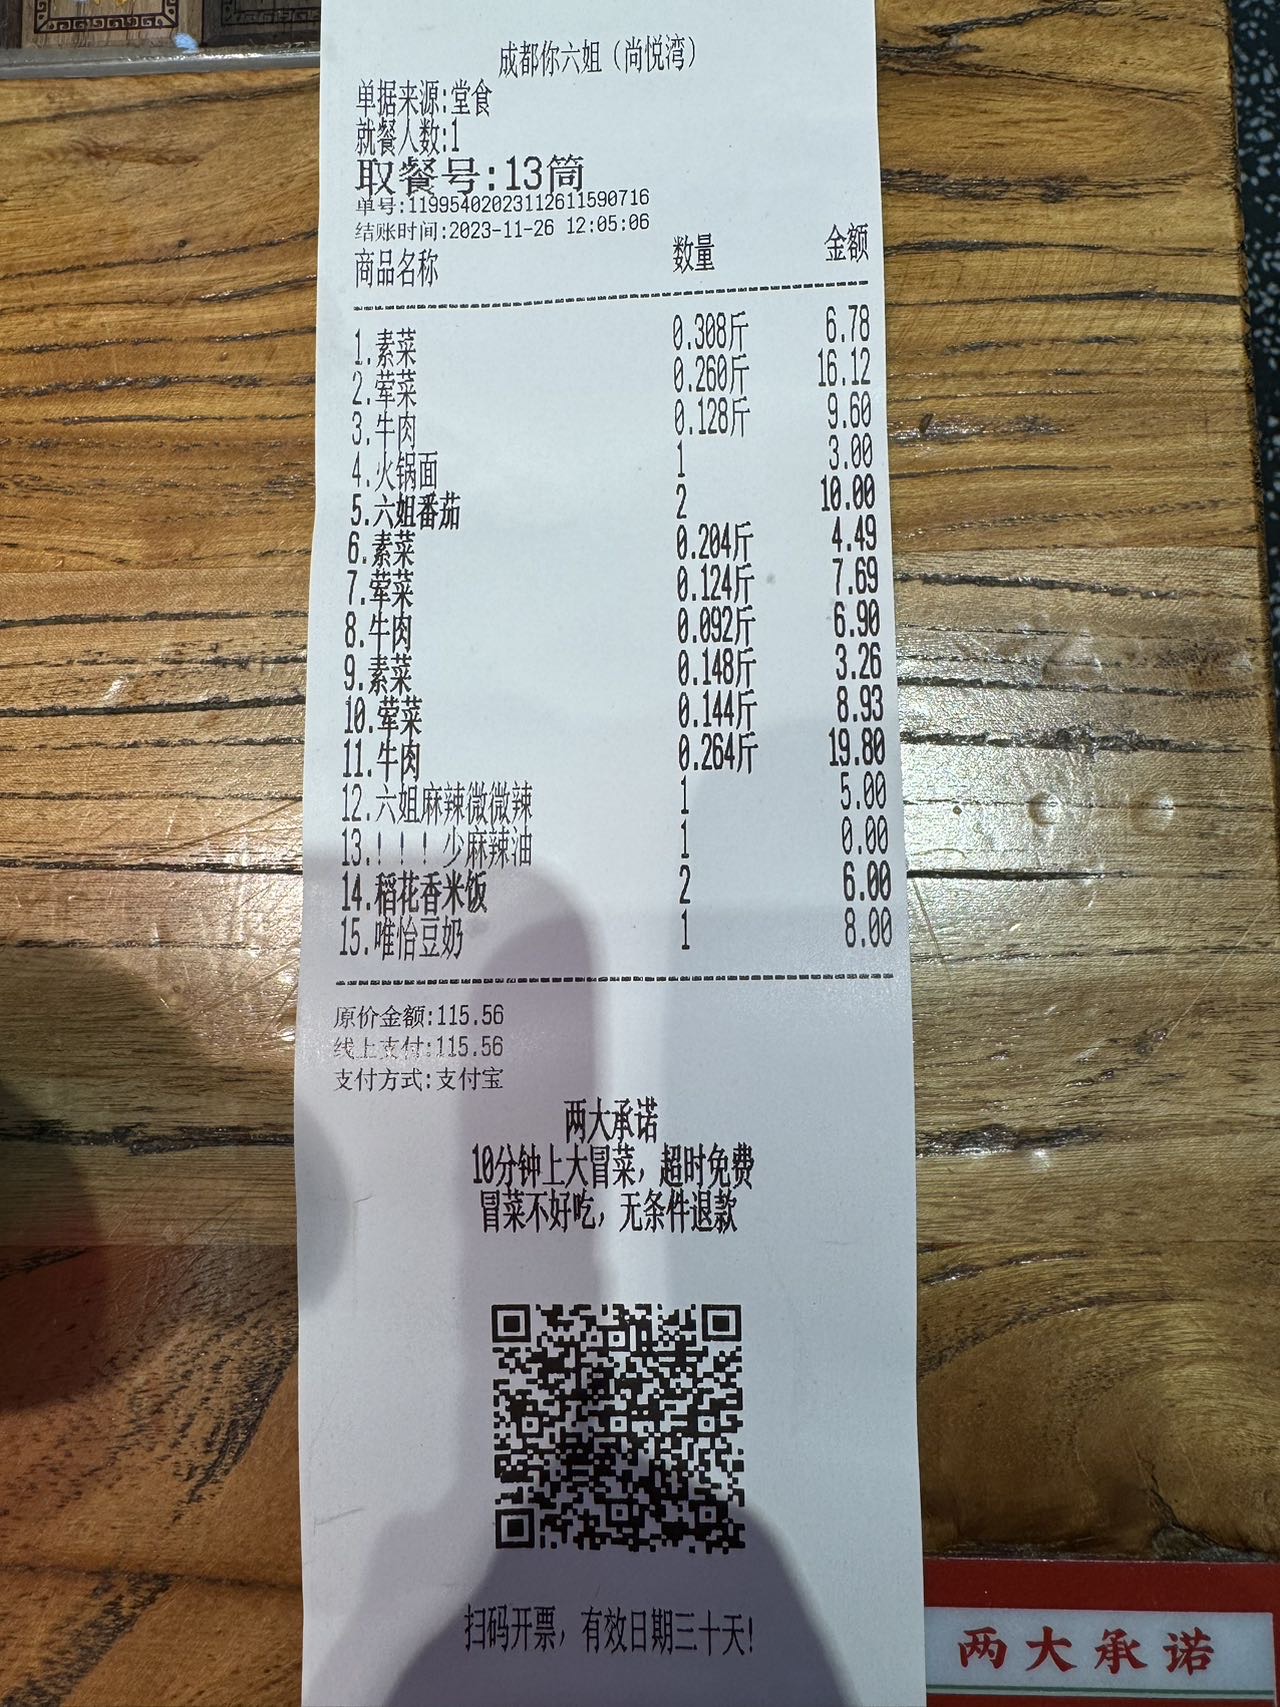 成都你六姐（尚悦湾）
单据来源:堂食
就餐人数:1
取餐号:13筒
单号:11995402023112611590716
结账时间:2023-11-26 12:05:06
商品名称 数量 金额
1.素菜 0.308斤 6.78
2.荤菜 0.260斤 16.12
3.牛肉 0.128斤 9.60
4.火锅面 1 3.00
5.六姐番茄 2 10.00
6.素菜 0.204斤 4.49
7.荤菜 0.124斤 7.69
8.牛肉 0.092斤 6.90
9.素菜 0.148斤 3.26
10.荤菜 0.144斤 8.93
11.牛肉 0.264斤 19.80
12.六姐麻辣微微辣 1 5.00
13.！！！少麻辣油 1 0.00
14.稻花香米饭 2 6.00
15.唯怡豆奶 1 8.00
原价金额:115.56
线上支付:115.56
支付方式:支付宝
两大承诺
10分钟上大冒菜，超时免费
冒菜不好吃，无条件退款
扫码开票，有效日期三十天!
两大承诺